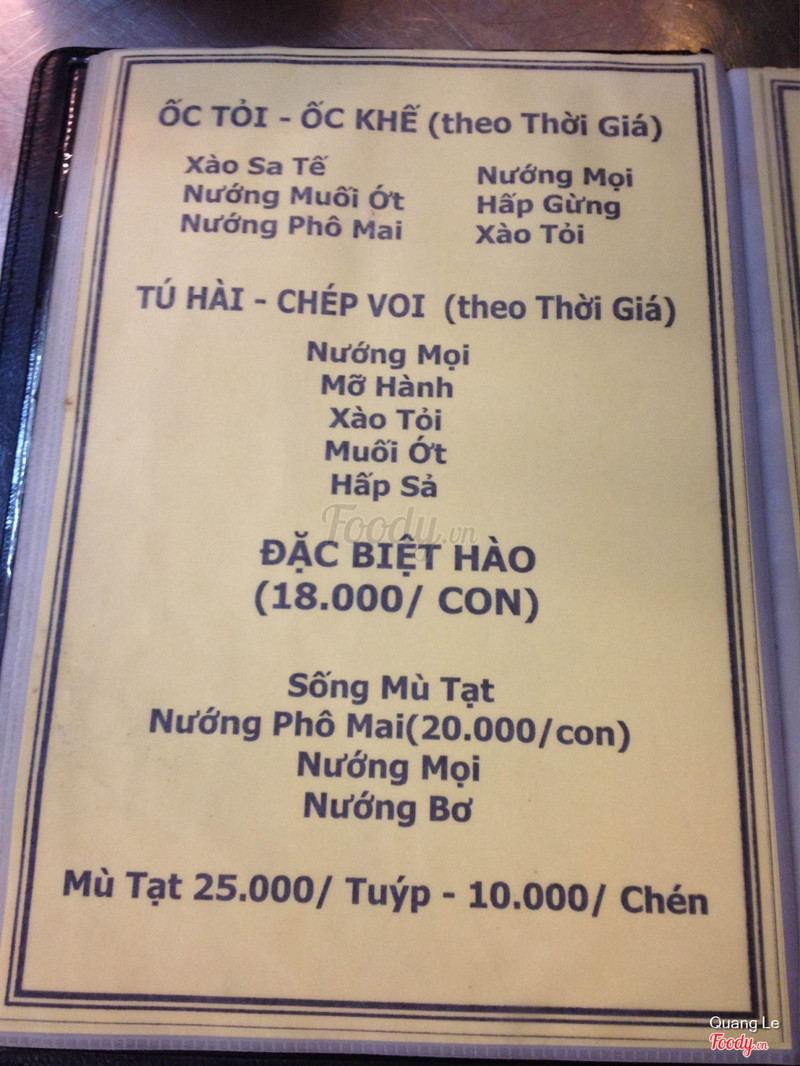 ỐC TỎI - ỐC KHẾ (theo Thời Giá)
Xào Sa Tế
Nướng Muối Ớt
Nướng Phô Mai
Nướng Mọi
Hấp Gừng
Xào Tỏi
TÚ HÀI - CHÉP VOI (theo Thời Giá)
Nướng Mọi
Mỡ Hành
Xào Tỏi
Muối Ớt
Hấp Sả
Foody.vn
ĐẶC BIỆT HÀO
(18.000/ CON)
Sống Mù Tạt
Nướng Phô Mai(20.000/con)
Nướng Mọi
Nướng Bơ
Mù Tạt 25.000/ Tuýp - 10.000/ Chén
Quang Le
Foody.vn